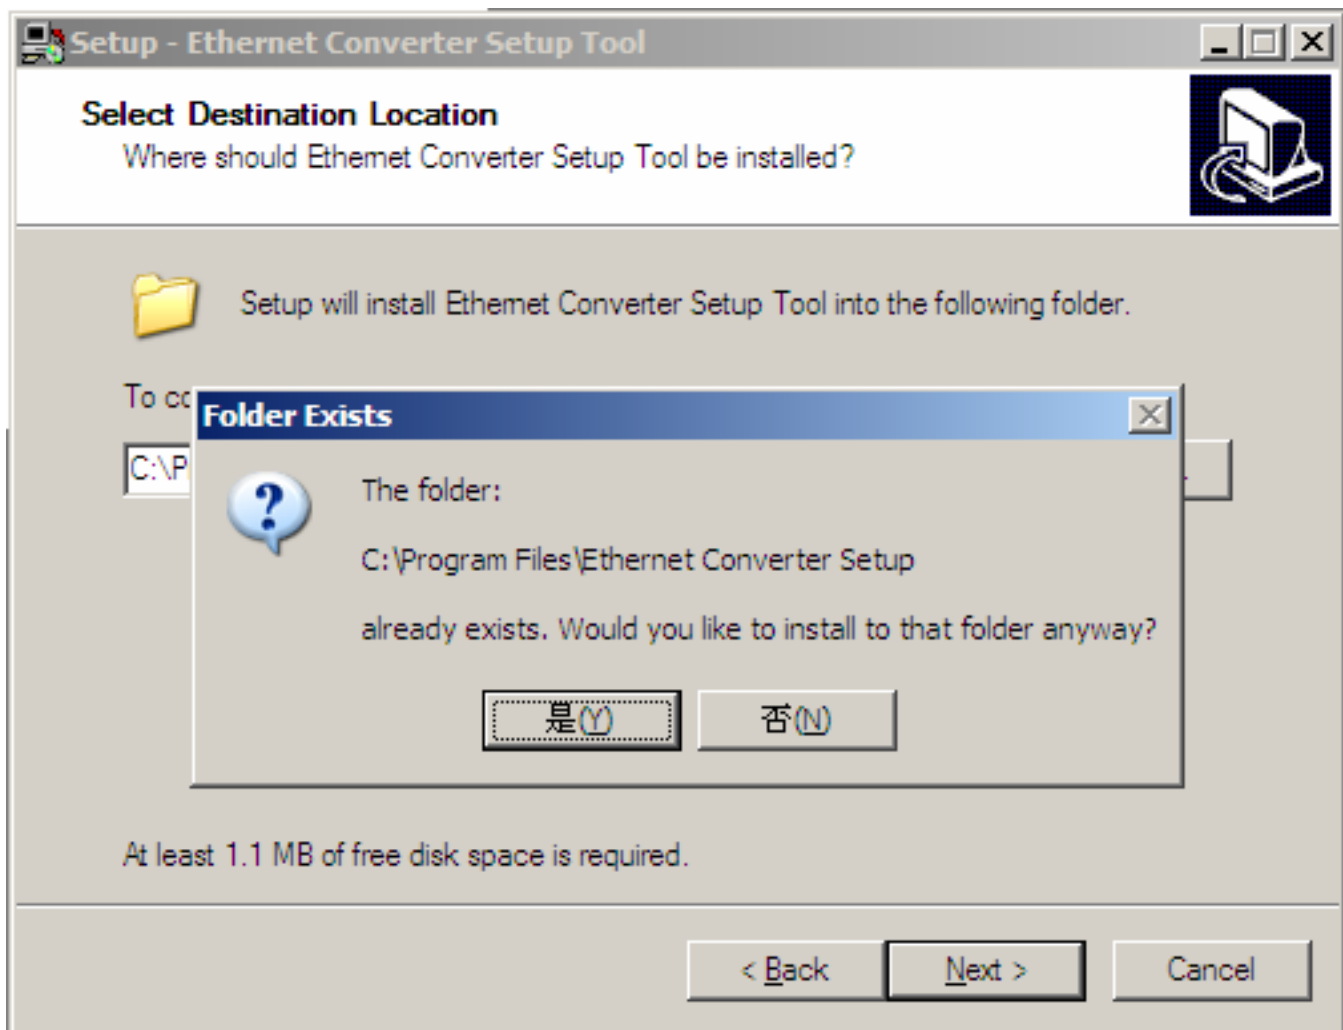 Setup - Ethernet Converter Setup Tool
Select Destination Location
Where should Ethernet Converter Setup Tool be installed?
Setup will install Ethernet Converter Setup Tool into the following folder.
To
Folder Exists
C:\P
The folder:
C:\Program Files\Ethernet Converter Setup
already exists. Would you like to install to that folder anyway?
是(Y) 否(N)
At least 1.1 MB of free disk space is required.
< Back Next > Cancel